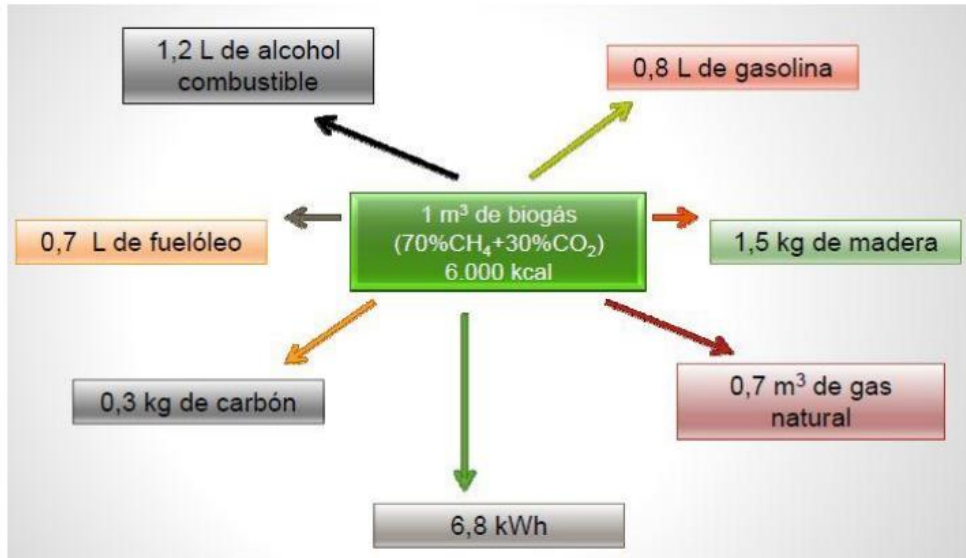 1,2 L de alcohol
combustible
0,8 L de gasolina
0,7 L de fuelóleo
1 m³ de biogás
(70%CH₄+30%CO₂)
6.000 kcal
1,5 kg de madera
0,3 kg de carbón
0,7 m³ de gas
natural
6,8 kWh